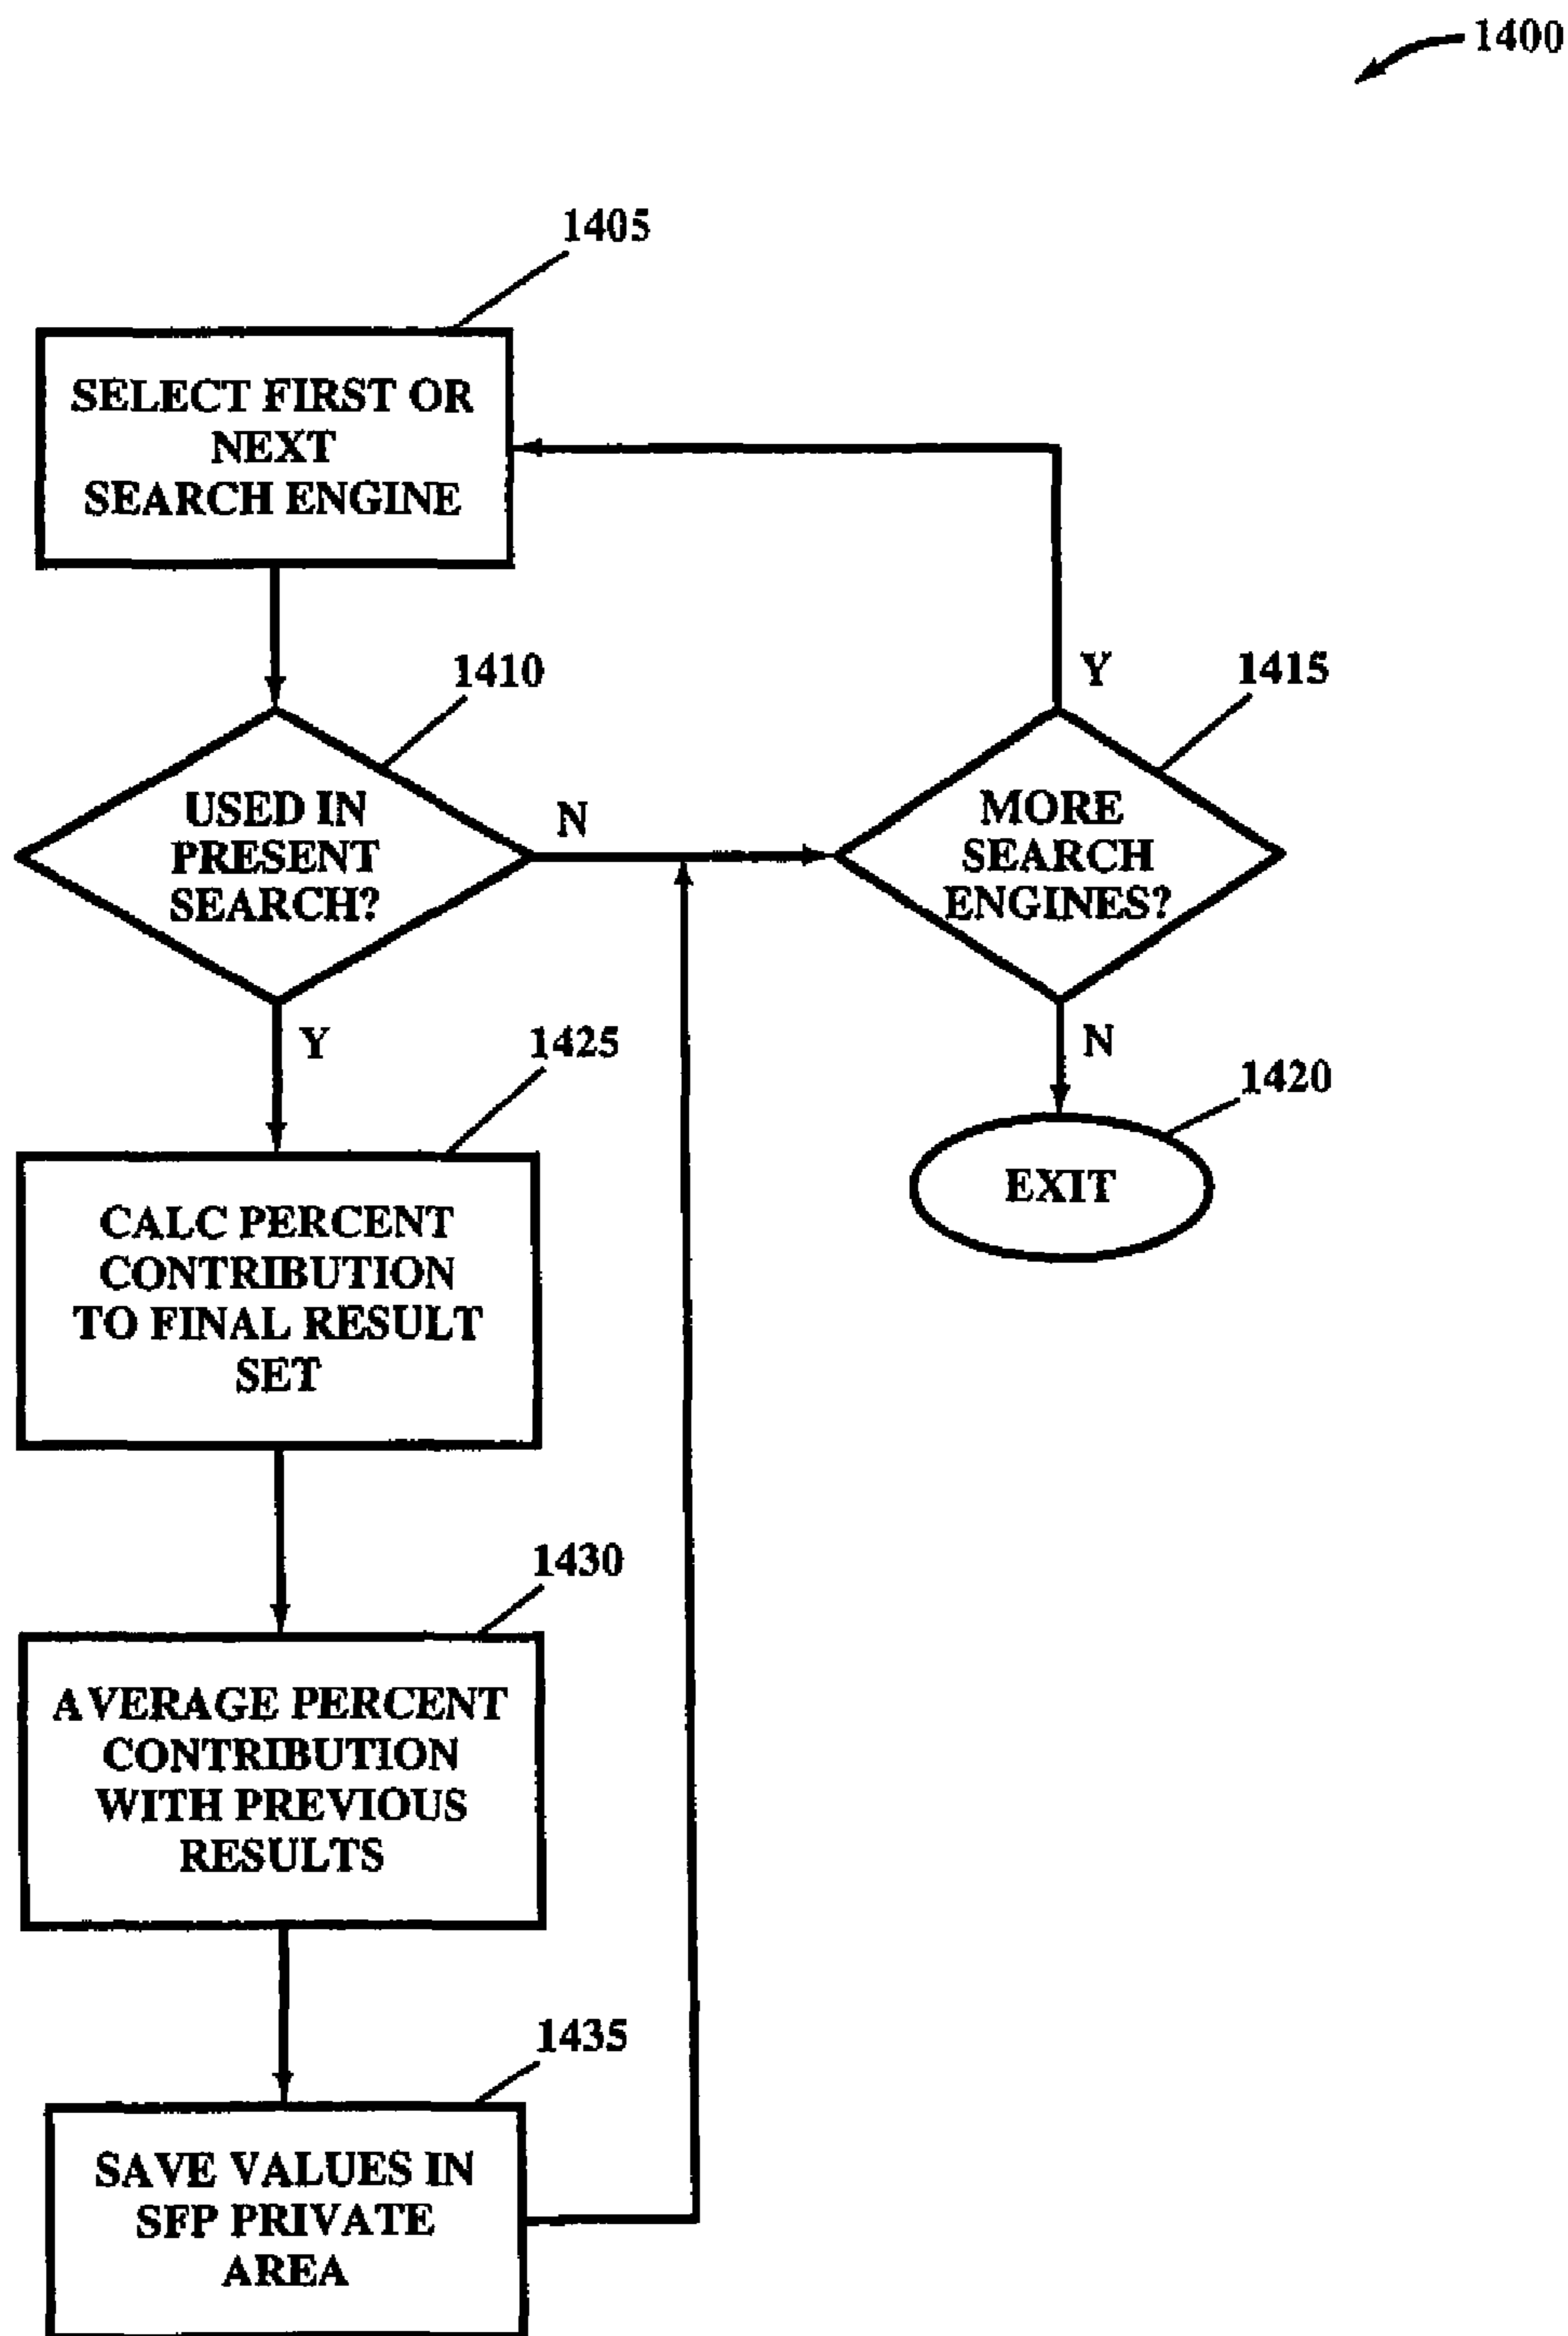 1400
1405
SELECT FIRST OR
NEXT
SEARCH ENGINE
1410
USED IN
PRESENT
SEARCH?
N
Y
1415
MORE
SEARCH
ENGINES?
Y
N
1420
EXIT
1425
CALC PERCENT
CONTRIBUTION
TO FINAL RESULT
SET
1430
AVERAGE PERCENT
CONTRIBUTION
WITH PREVIOUS
RESULTS
1435
SAVE VALUES IN
SFP PRIVATE
AREA